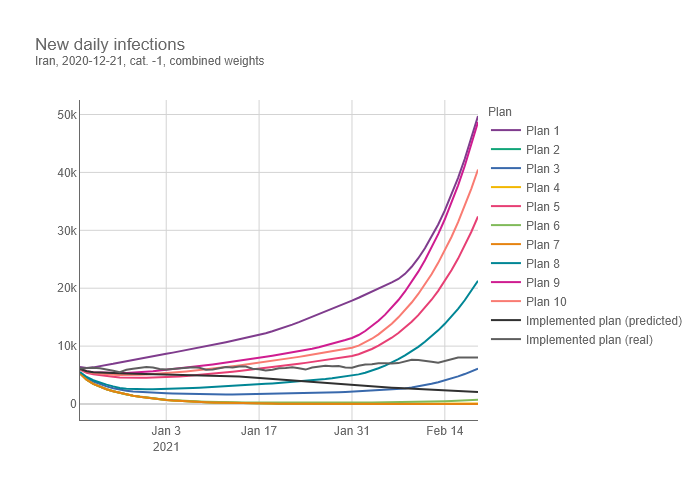 New daily infections
Iran, 2020-12-21, cat. -1, combined weights
50k
40k
30k
20k
10k
0
Jan 3
2021
Jan 17
Jan 31
Feb 14
Plan
Plan 1
Plan 2
Plan 3
Plan 4
Plan 5
Plan 6
Plan 7
Plan 8
Plan 9
Plan 10
Implemented plan (predicted)
Implemented plan (real)